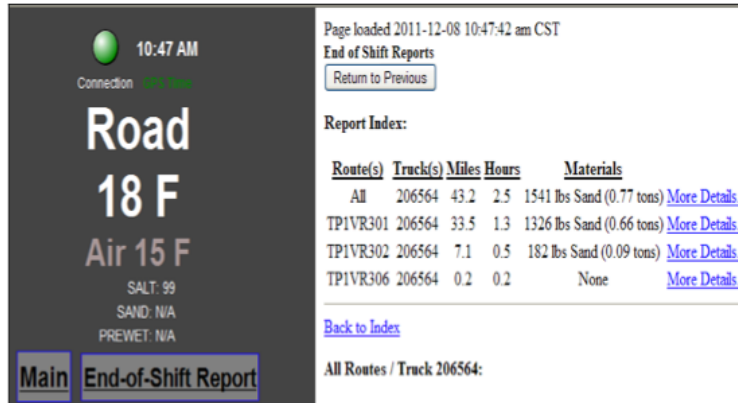 10:47 AM
Connection GPS Time
Road
18 F
Air 15 F
SALT: 99
SAND: N/A
PREWET: N/A
Main End-of-Shift Report
Page loaded 2011-12-08 10:47:42 am CST
End of Shift Reports
Return to Previous
Report Index:
Route(s) Truck(s) Miles Hours Materials
All 206564 43.2 2.5 1541 lbs Sand (0.77 tons) More Details
TP1VR301 206564 33.5 1.3 1326 lbs Sand (0.66 tons) More Details
TP1VR302 206564 7.1 0.5 182 lbs Sand (0.09 tons) More Details
TP1VR306 206564 0.2 0.2 None More Details
Back to Index
All Routes / Truck 206564: